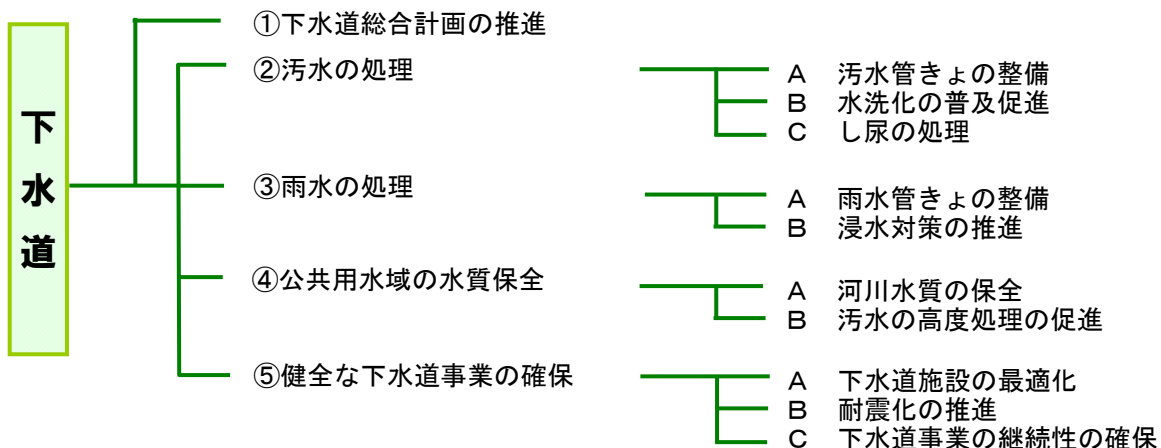 下水道
①下水道総合計画の推進
②汚水の処理
A 汚水管きょの整備
B 水洗化の普及促進
C し尿の処理
③雨水の処理
A 雨水管きょの整備
B 浸水対策の推進
④公共用水域の水質保全
A 河川水質の保全
B 汚水の高度処理の促進
⑤健全な下水道事業の確保
A 下水道施設の最適化
B 耐震化の推進
C 下水道事業の継続性の確保